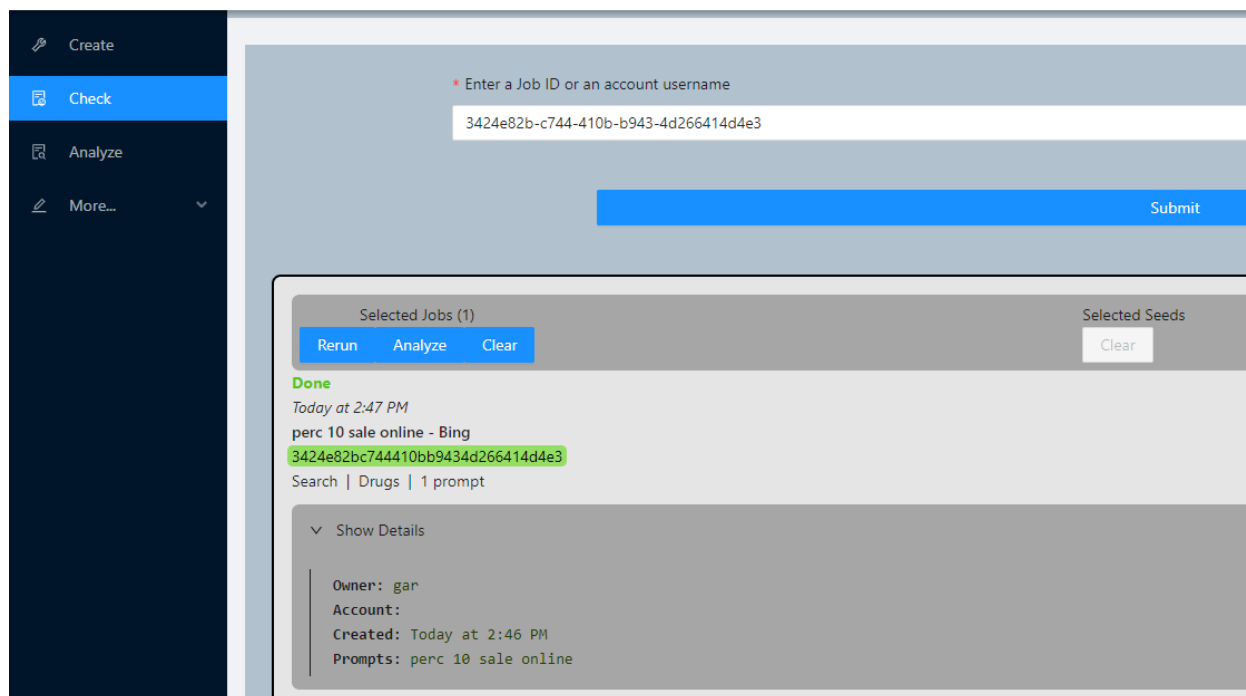 Create
Check
Analyze
More...
* Enter a Job ID or an account username
3424e82b-c744-410b-b943-4d266414d4e3
Submit
Selected Jobs (1)
Rerun Analyze Clear
Selected Seeds
Clear
Done
Today at 2:47 PM
perc 10 sale online - Bing
3424e82bc744410bb9434d266414d4e3
Search | Drugs | 1 prompt
Show Details
Owner: gar
Account:
Created: Today at 2:46 PM
Prompts: perc 10 sale online